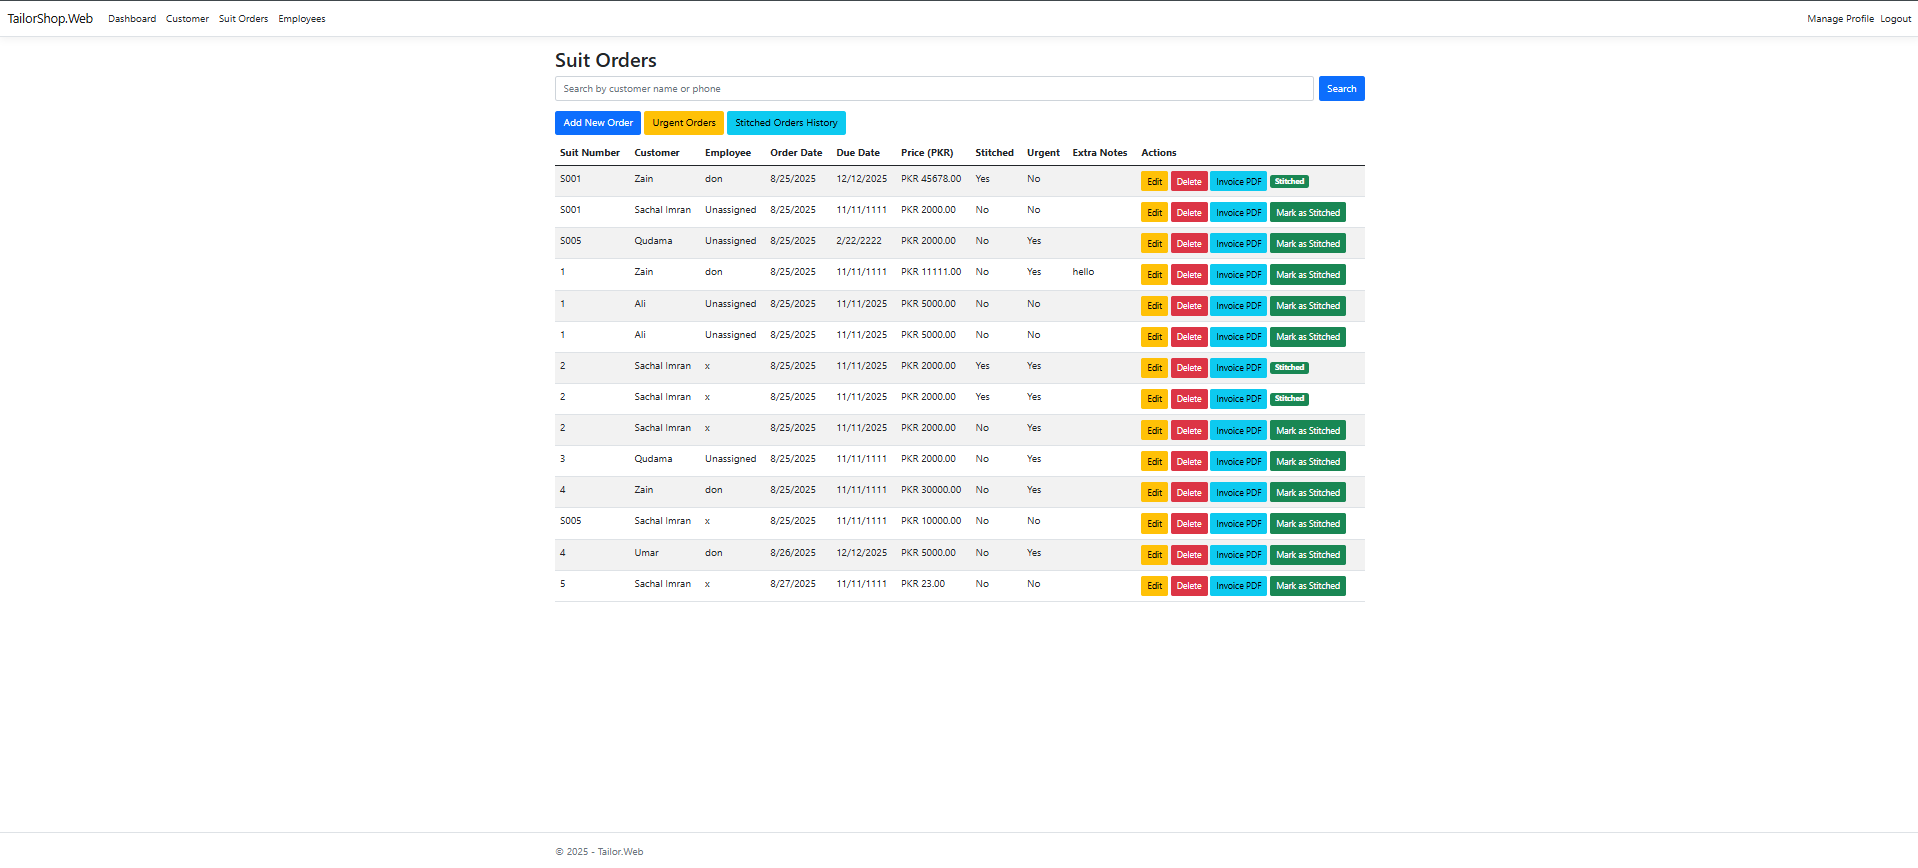 TailorShop.Web Dashboard Customer Suit Orders Employees Manage Profile Logout
Suit Orders
Search by customer name or phone Search
Add New Order Urgent Orders Stitched Orders History
Suit Number Customer Employee Order Date Due Date Price (PKR) Stitched Urgent Extra Notes Actions
S001 Zain don 8/25/2025 12/12/2025 PKR 45678.00 Yes No Edit Delete Invoice PDF Stitched
S001 Sachal Imran Unassigned 8/25/2025 11/11/1111 PKR 2000.00 No No Edit Delete Invoice PDF Mark as Stitched
S005 Qudama Unassigned 8/25/2025 2/22/2222 PKR 2000.00 No Yes Edit Delete Invoice PDF Mark as Stitched
1 Zain don 8/25/2025 11/11/1111 PKR 11111.00 No Yes hello Edit Delete Invoice PDF Mark as Stitched
1 Ali Unassigned 8/25/2025 11/11/2025 PKR 5000.00 No No Edit Delete Invoice PDF Mark as Stitched
1 Ali Unassigned 8/25/2025 11/11/2025 PKR 5000.00 No No Edit Delete Invoice PDF Mark as Stitched
2 Sachal Imran x 8/25/2025 11/11/2025 PKR 2000.00 Yes Yes Edit Delete Invoice PDF Stitched
2 Sachal Imran x 8/25/2025 11/11/2025 PKR 2000.00 Yes Yes Edit Delete Invoice PDF Stitched
2 Sachal Imran x 8/25/2025 11/11/2025 PKR 2000.00 No Yes Edit Delete Invoice PDF Mark as Stitched
3 Qudama Unassigned 8/25/2025 11/11/1111 PKR 2000.00 No Yes Edit Delete Invoice PDF Mark as Stitched
4 Zain don 8/25/2025 11/11/1111 PKR 30000.00 No Yes Edit Delete Invoice PDF Mark as Stitched
S005 Sachal Imran x 8/25/2025 11/11/1111 PKR 10000.00 No No Edit Delete Invoice PDF Mark as Stitched
4 Umar don 8/26/2025 12/12/2025 PKR 5000.00 No Yes Edit Delete Invoice PDF Mark as Stitched
5 Sachal Imran x 8/27/2025 11/11/1111 PKR 23.00 No No Edit Delete Invoice PDF Mark as Stitched
© 2025 - Tailor.Web